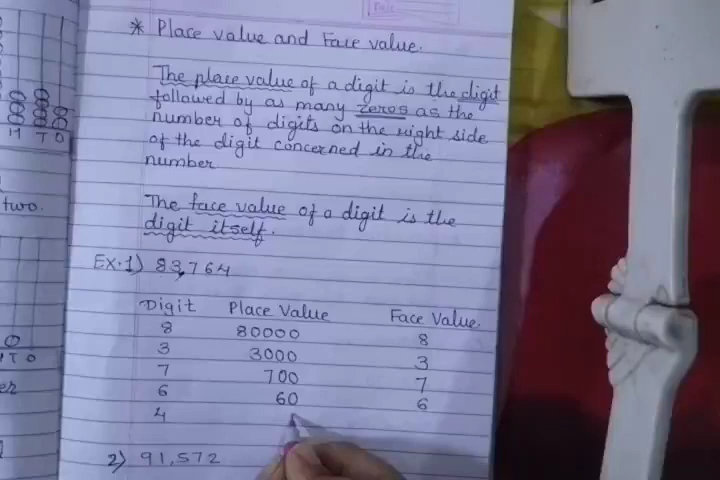 * Place value and Face value.
The place value of a digit is the digit
followed by as many zeros as the
number of digits on the right side
of the digit concerned in the
number
The face value of a digit is the
digit itself.
EX.1) 83,764
Digit Place Value Face Value.
8 80000 8
3 3000 3
7 700 7
6 60 6
4
2) 91,572
H T O
two.
T O